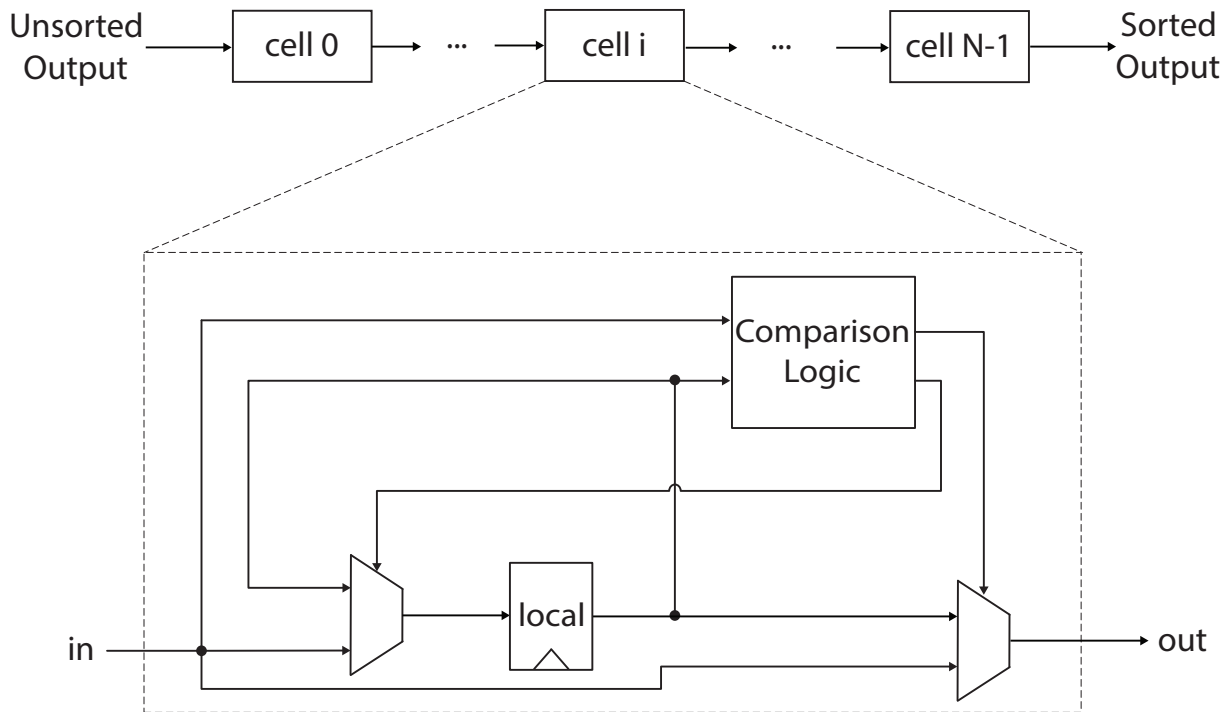 Unsorted
Output
cell 0
...
cell i
...
cell N-1
Sorted
Output
Comparison
Logic
local
in
out